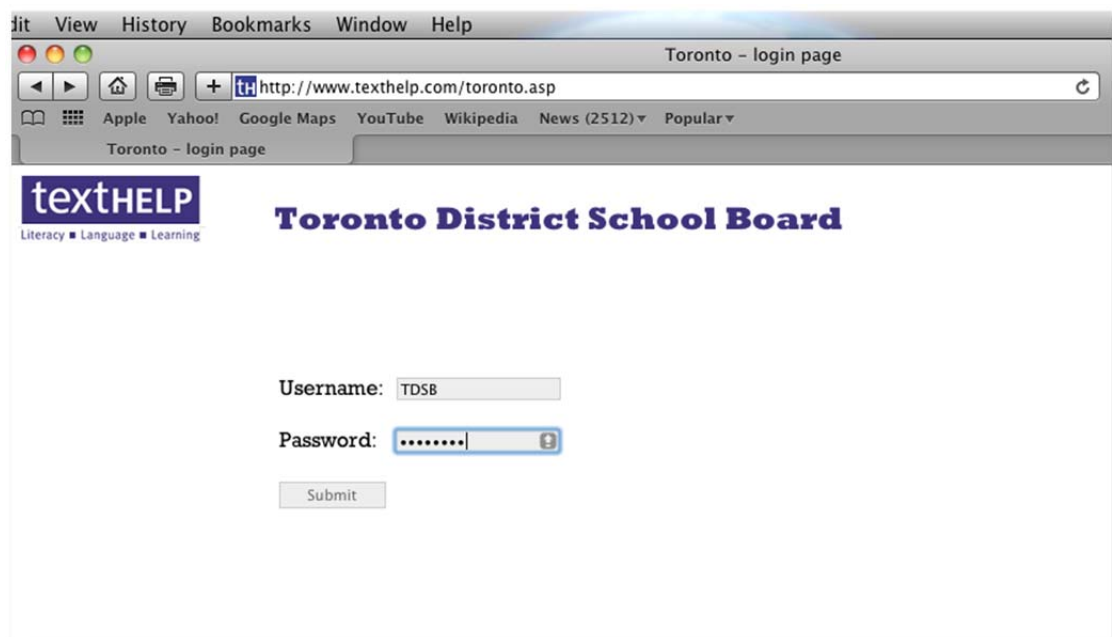 dit View History Bookmarks Window Help
Toronto – login page
+ tH http://www.texthelp.com/toronto.asp
Apple Yahoo! Google Maps YouTube Wikipedia News (2512)▾ Popular▾
Toronto – login page
textHELP
Literacy ■ Language ■ Learning
Toronto District School Board
Username: TDSB
Password: ••••••••
Submit